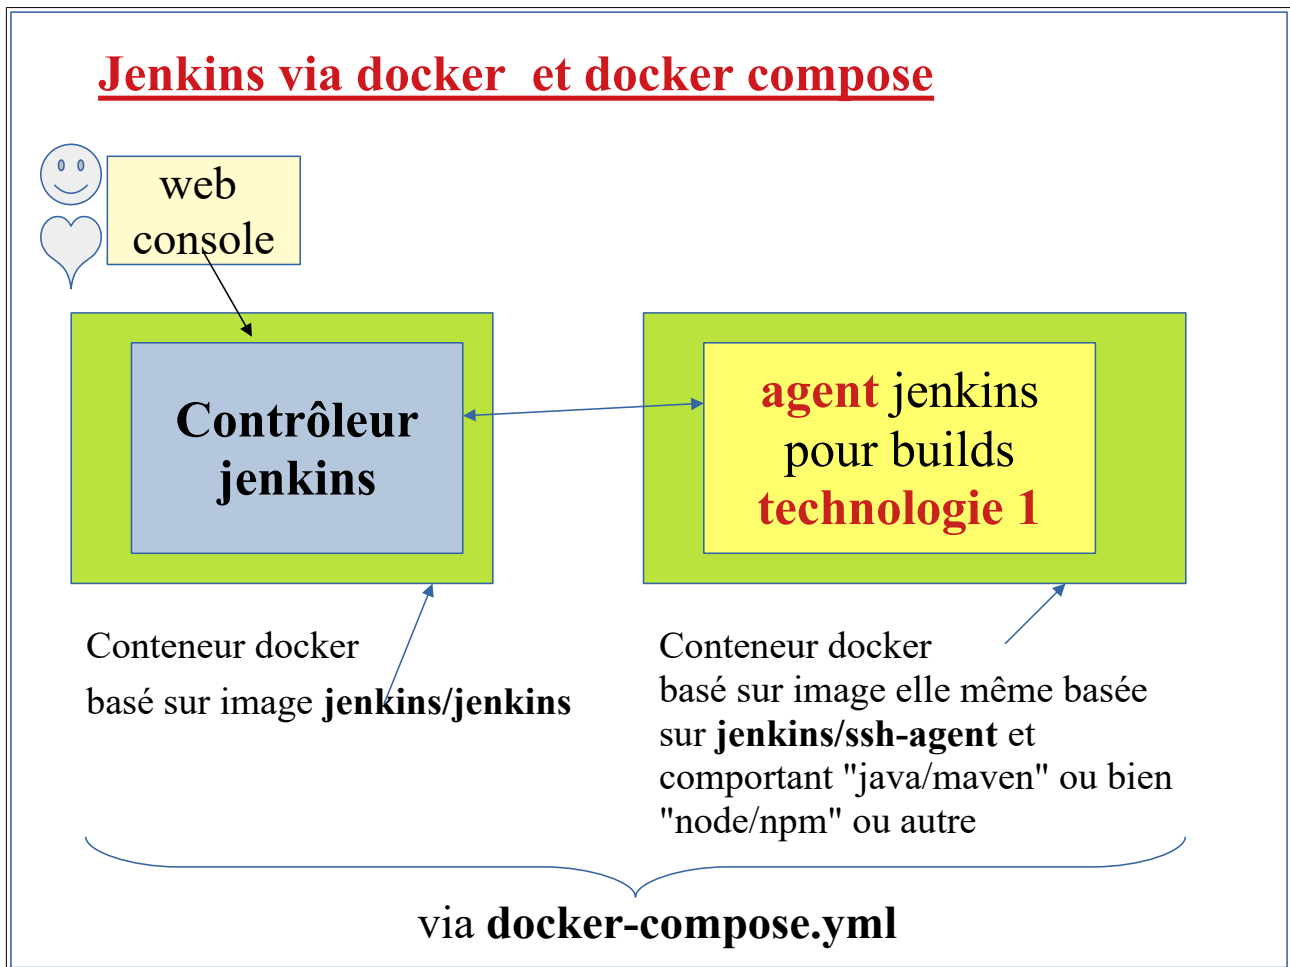 Jenkins via docker et docker compose
web
console
Contrôleur
jenkins
agent jenkins
pour builds
technologie 1
Conteneur docker
basé sur image jenkins/jenkins
Conteneur docker
basé sur image elle même basée
sur jenkins/ssh-agent et
comportant "java/maven" ou bien
"node/npm" ou autre
via docker-compose.yml